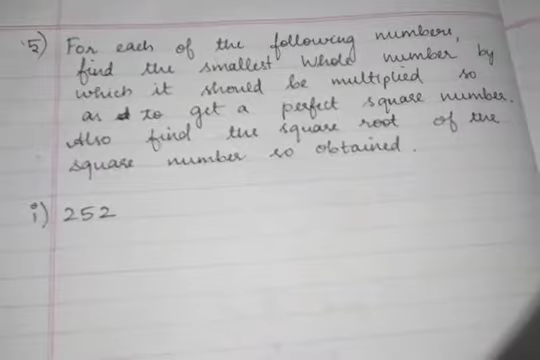 5) For each of the following numbers,
find the smallest whole number by
which it should be multiplied so
as to get a perfect square number.
Also find the square root of the
square number so obtained.
i) 252